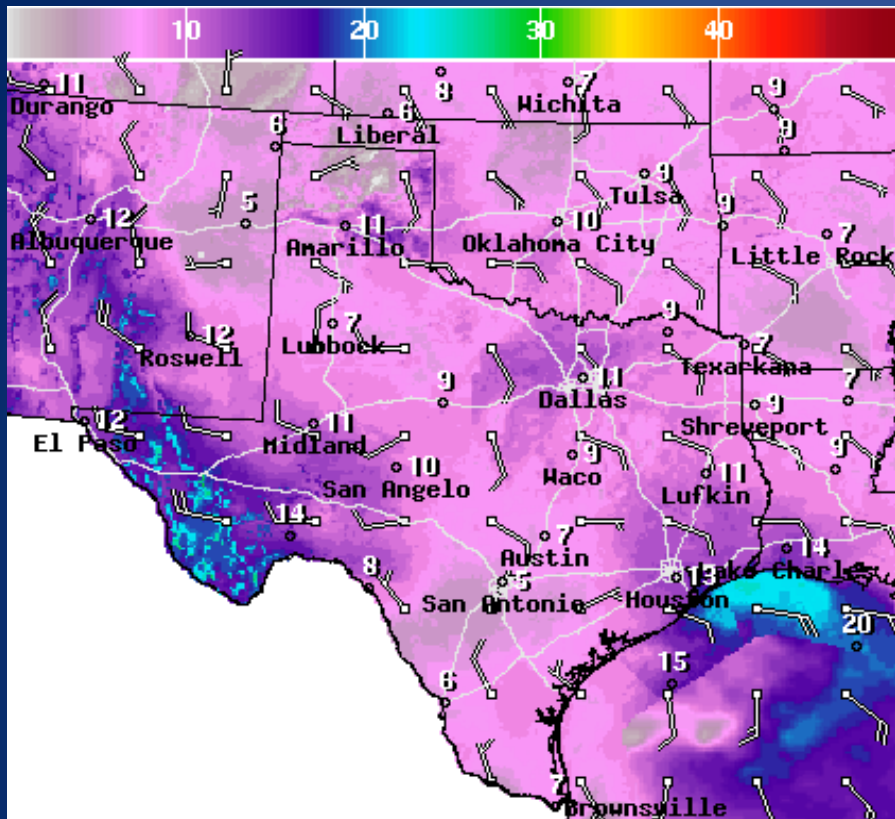 10 20 30 40
11 8 7 9
Durango Wichita
6 Liberal
6 9
9 Tulsa
12 5 11 10 9 7
Albuquerque Amarillo Oklahoma City Little Rock
12 7 9 7
Roswell Lubbock Texarkana
11
9 Dallas 9 7
12 11 Shreveport
El Paso Midland 9 9
10 Waco 11
San Angelo Lufkin
14 7 14
Austin
8 5 13 Lake Charles
San Antonio Houston
20
15
6
7
Brownsville